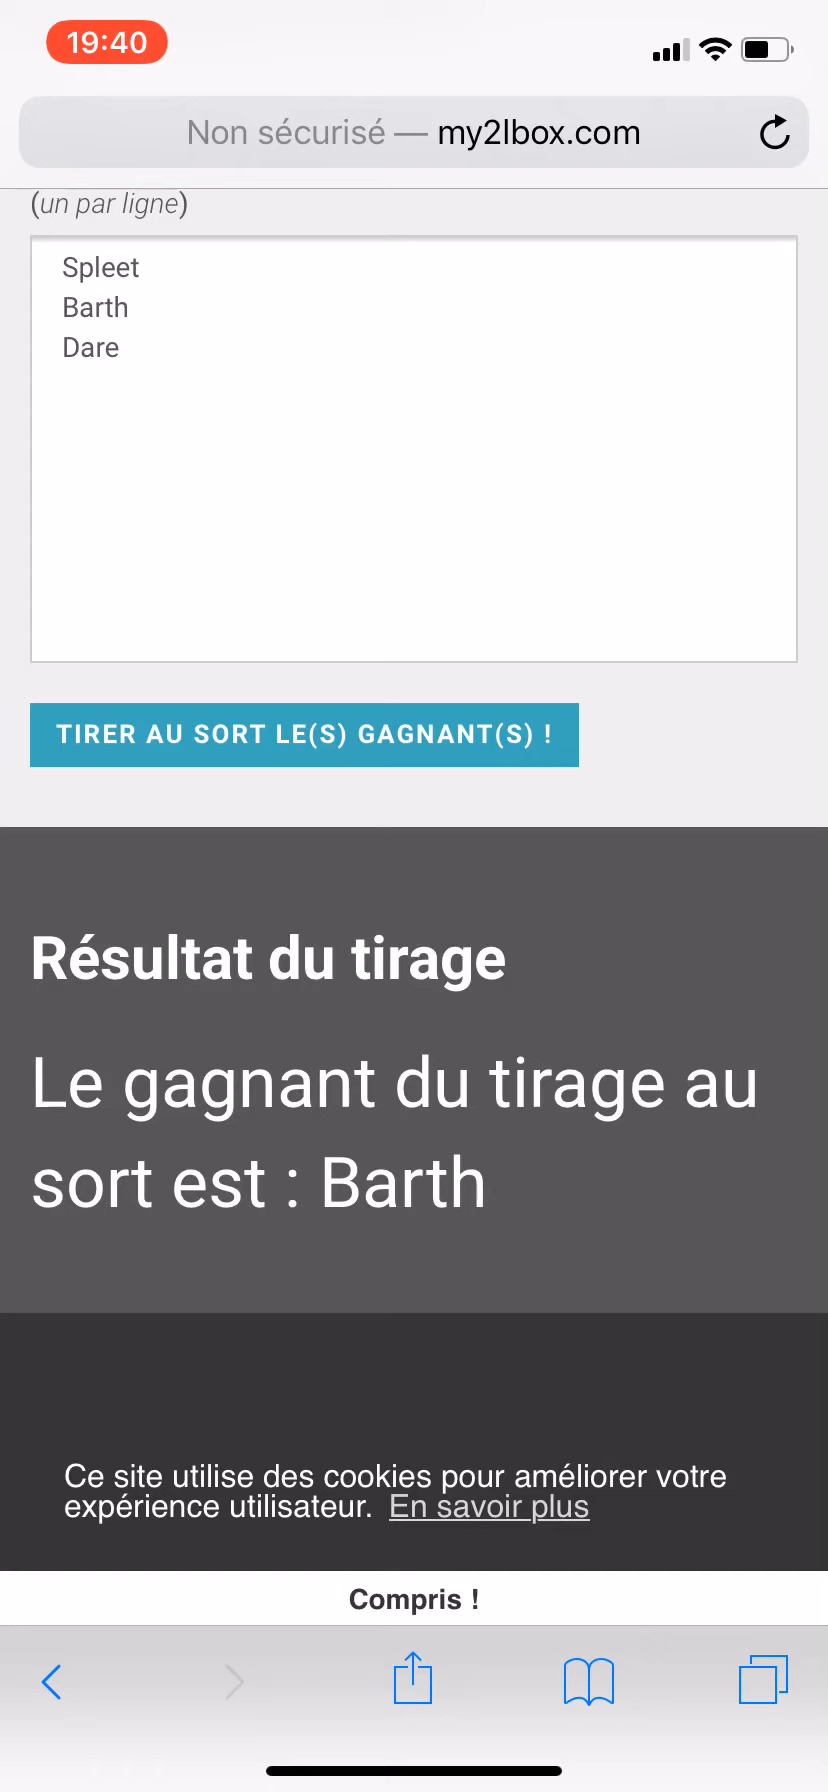 19:40
Non sécurisé — my2lbox.com
(un par ligne)
Spleet
Barth
Dare
TIRER AU SORT LE(S) GAGNANT(S) !
Résultat du tirage
Le gagnant du tirage au
sort est : Barth
Ce site utilise des cookies pour améliorer votre
expérience utilisateur. En savoir plus
Compris !